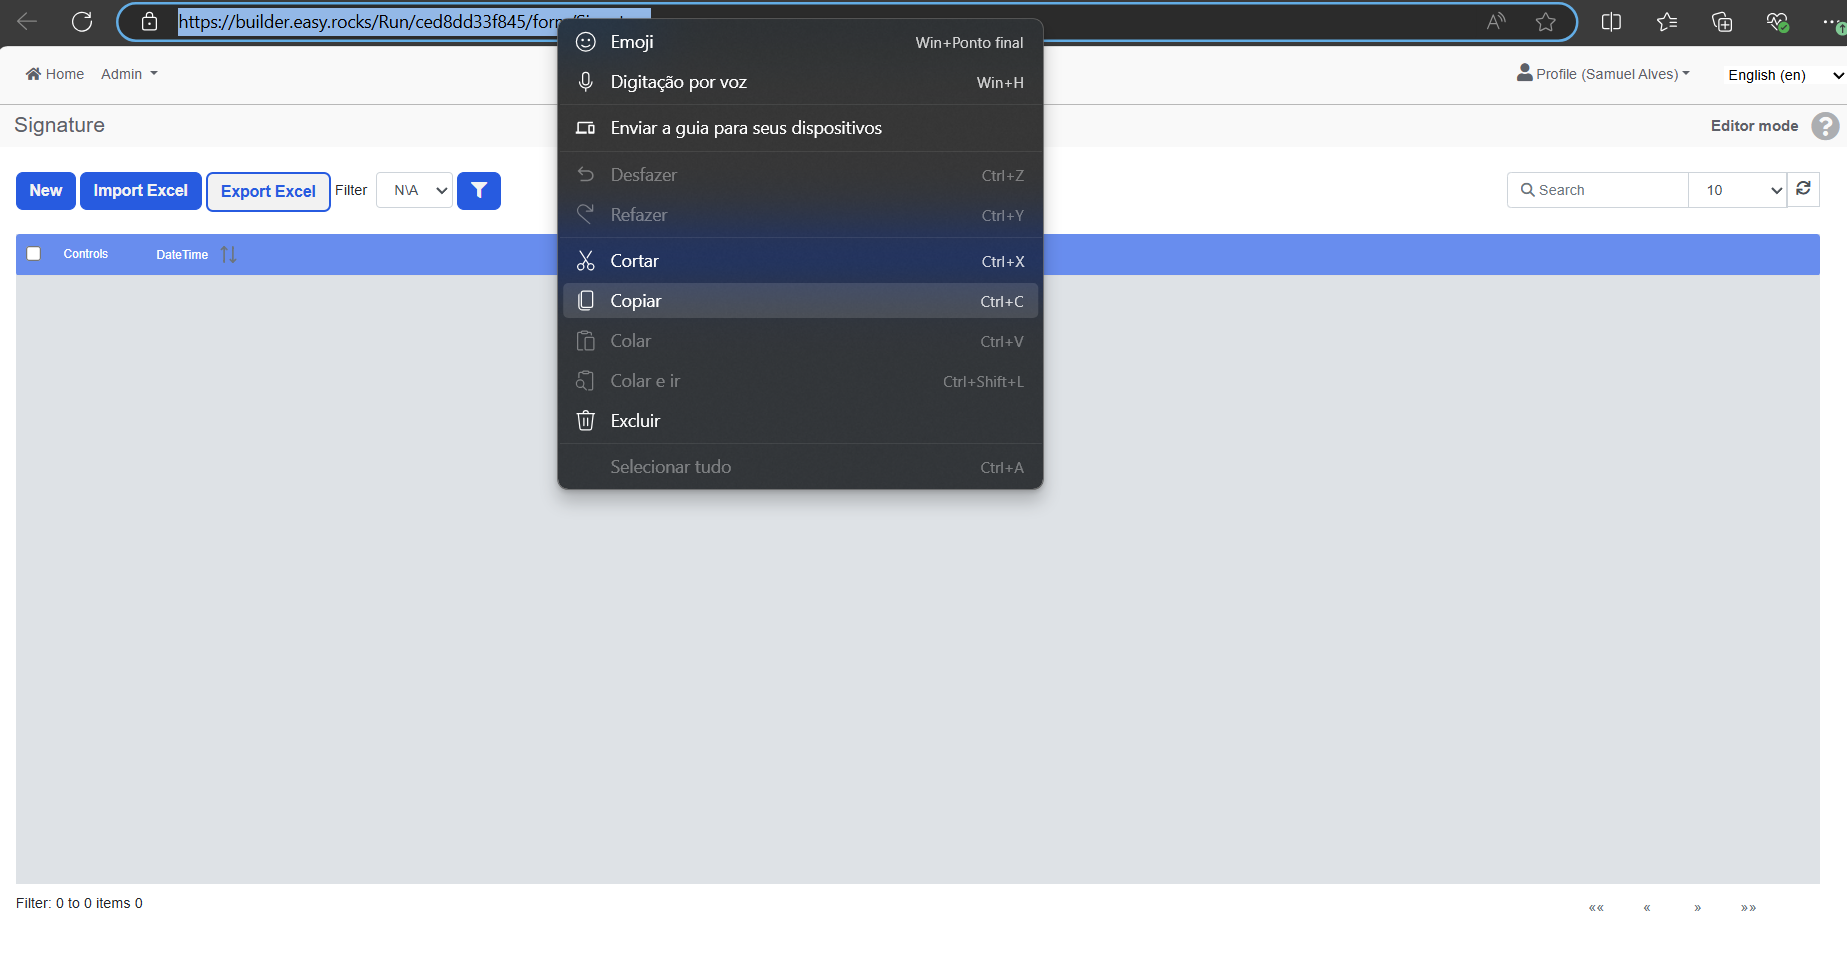 https://builder.easy.rocks/Run/ced8dd33f845/form
Emoji Win+Ponto final
Digitação por voz Win+H
Enviar a guia para seus dispositivos
Desfazer Ctrl+Z
Refazer Ctrl+Y
Cortar Ctrl+X
Copiar Ctrl+C
Colar Ctrl+V
Colar e ir Ctrl+Shift+L
Excluir
Selecionar tudo Ctrl+A
Home Admin Profile (Samuel Alves) English (en)
Signature Editor mode ?
New Import Excel Export Excel Filter N\A Search 10
Controls DateTime
Filter: 0 to 0 items 0 «« « » »»